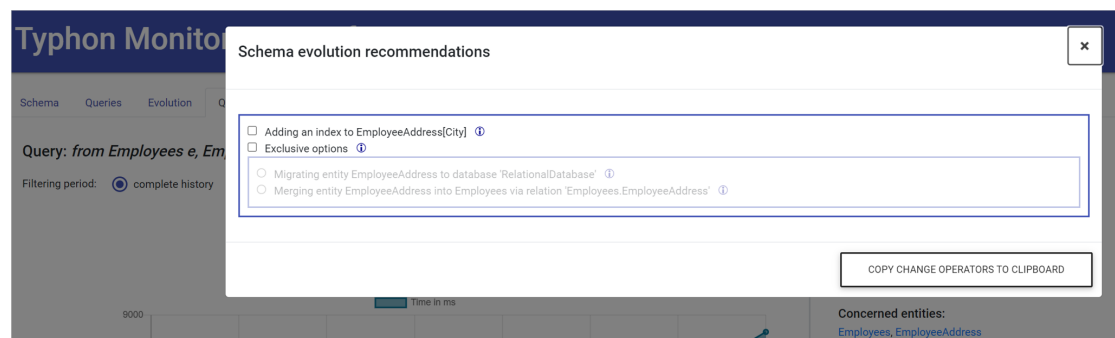 Typhon Monito
Schema evolution recommendations
×
Schema Queries Evolution Q
Adding an index to EmployeeAddress[City]
Exclusive options
Query: from Employees e, Em
Migrating entity EmployeeAddress to database 'RelationalDatabase'
Filtering period: complete history
Merging entity EmployeeAddress into Employees via relation 'Employees.EmployeeAddress'
COPY CHANGE OPERATORS TO CLIPBOARD
Time in ms
9000
Concerned entities:
Employees, EmployeeAddress